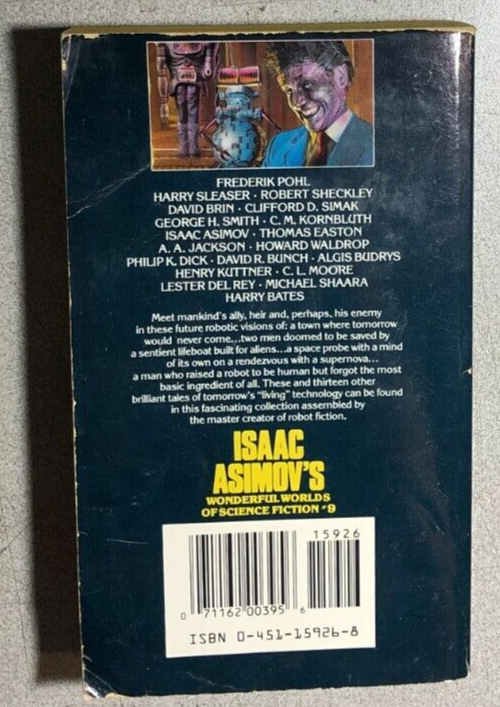 FREDERIK POHL
HARRY SLEASER · ROBERT SHECKLEY
DAVID BRIN · CLIFFORD D. SIMAK
GEORGE H. SMITH · C. M. KORNBLUTH
ISAAC ASIMOV · THOMAS EASTON
A. A. JACKSON · HOWARD WALDROP
PHILIP K. DICK · DAVID R. BUNCH · ALGIS BUDRYS
HENRY KUTTNER · C. L. MOORE
LESTER DEL REY · MICHAEL SHAARA
HARRY BATES
Meet mankind's ally, heir and, perhaps, his enemy
in these future robotic visions of: a town where tomorrow
would never come...two men doomed to be saved by
a sentient lifeboat built for aliens...a space probe with a mind
of its own on a rendezvous with a supernova...
a man who raised a robot to be human but forgot the most
basic ingredient of all. These and thirteen other
brilliant tales of tomorrow's "living" technology can be found
in this fascinating collection assembled by
the master creator of robot fiction.
ISAAC
ASIMOV'S
WONDERFUL WORLDS
OF SCIENCE FICTION #9
15926
0 71162 00395 6
ISBN 0-451-15926-8